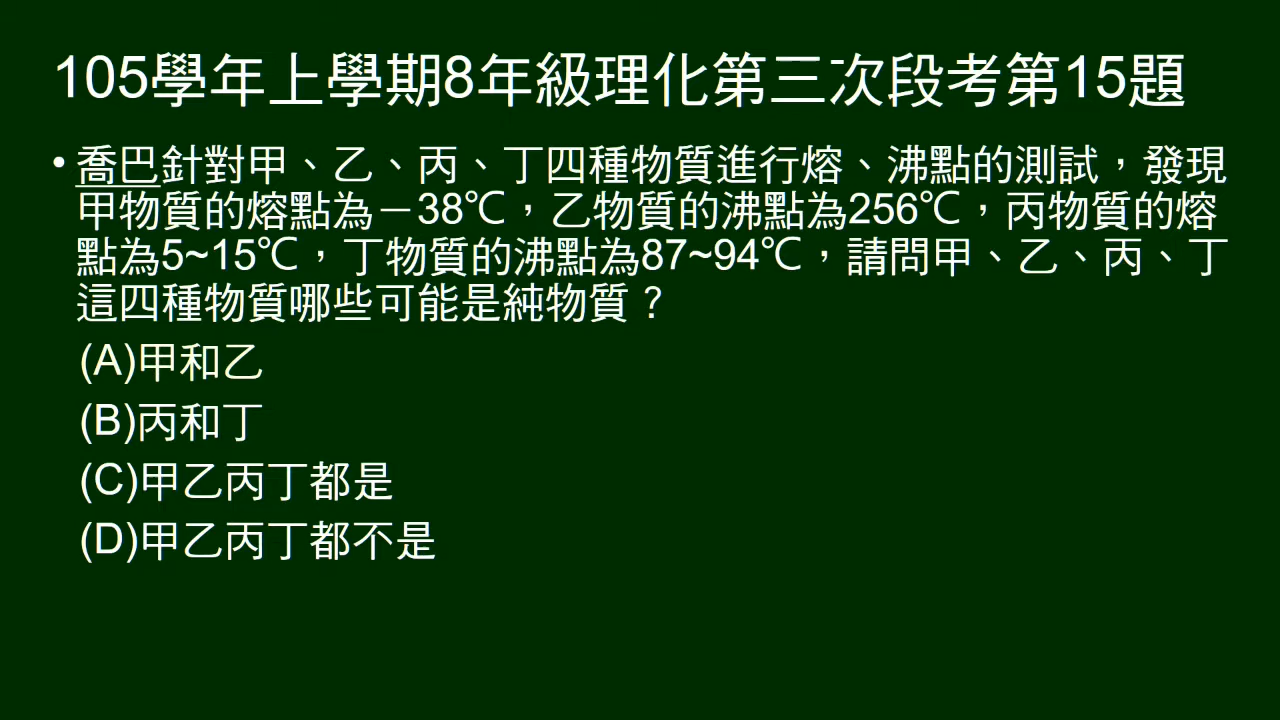 105學年上學期8年級理化第三次段考第15題
•喬巴針對甲、乙、丙、丁四種物質進行熔、沸點的測試，發現
甲物質的熔點為－38℃，乙物質的沸點為256℃，丙物質的熔
點為5~15℃，丁物質的沸點為87~94℃，請問甲、乙、丙、丁
這四種物質哪些可能是純物質？
(A)甲和乙
(B)丙和丁
(C)甲乙丙丁都是
(D)甲乙丙丁都不是